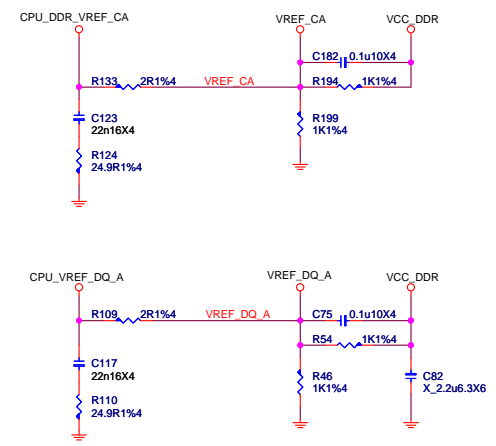 CPU_DDR_VREF_CA VREF_CA VCC_DDR
C182 0.1u10X4
R133 2R1%4 VREF_CA R194 1K1%4
C123
22n16X4
R199
1K1%4
R124
24.9R1%4
CPU_VREF_DQ_A VREF_DQ_A VCC_DDR
R109 2R1%4 VREF_DQ_A C75 0.1u10X4
R54 1K1%4
C117
22n16X4
R46
1K1%4
C82
X_2.2u6.3X6
R110
24.9R1%4